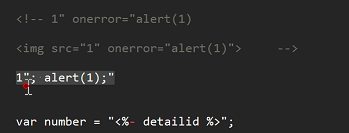 <!-- 1" onerror="alert(1)
<img src="1" onerror="alert(1)">      -->
1"; alert(1);"
var number = "<%- detailid %>";